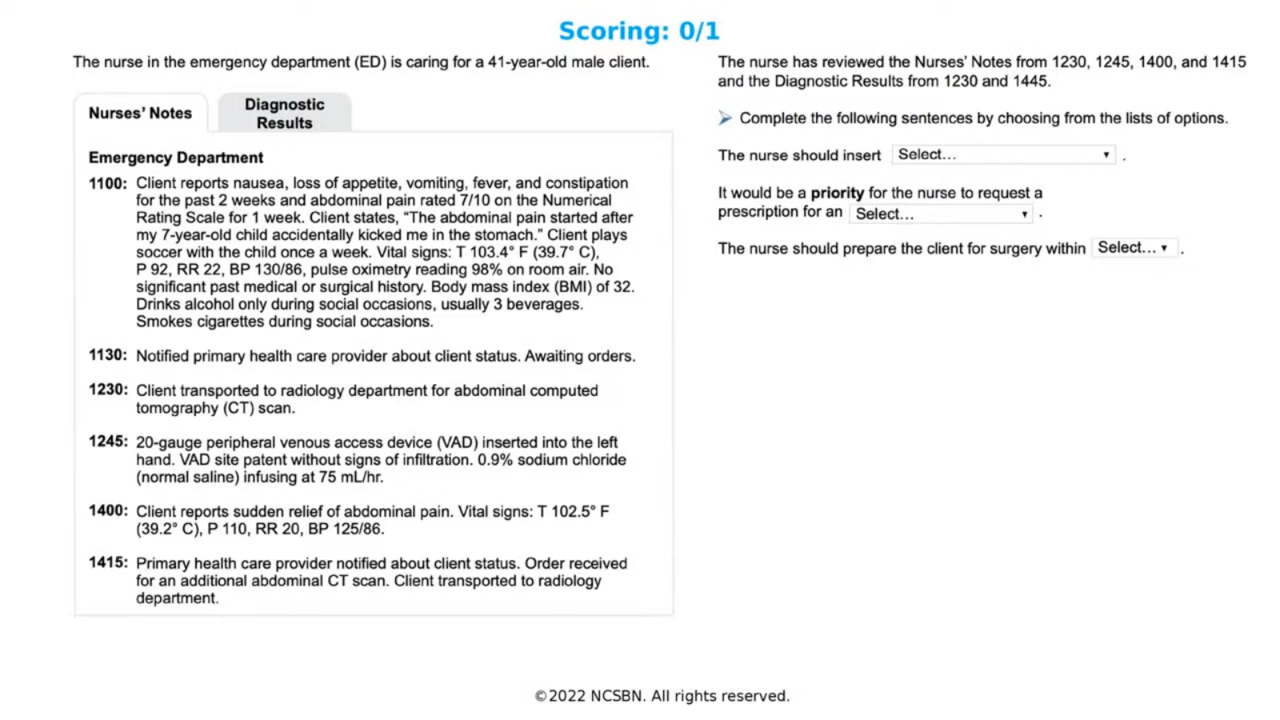 Scoring: 0/1
The nurse in the emergency department (ED) is caring for a 41-year-old male client.
Nurses' Notes
Diagnostic
Results
Emergency Department
1100: Client reports nausea, loss of appetite, vomiting, fever, and constipation
for the past 2 weeks and abdominal pain rated 7/10 on the Numerical
Rating Scale for 1 week. Client states, "The abdominal pain started after
my 7-year-old child accidentally kicked me in the stomach." Client plays
soccer with the child once a week. Vital signs: T 103.4° F (39.7° C),
P 92, RR 22, BP 130/86, pulse oximetry reading 98% on room air. No
significant past medical or surgical history. Body mass index (BMI) of 32.
Drinks alcohol only during social occasions, usually 3 beverages.
Smokes cigarettes during social occasions.
1130: Notified primary health care provider about client status. Awaiting orders.
1230: Client transported to radiology department for abdominal computed
tomography (CT) scan.
1245: 20-gauge peripheral venous access device (VAD) inserted into the left
hand. VAD site patent without signs of infiltration. 0.9% sodium chloride
(normal saline) infusing at 75 mL/hr.
1400: Client reports sudden relief of abdominal pain. Vital signs: T 102.5° F
(39.2° C), P 110, RR 20, BP 125/86.
1415: Primary health care provider notified about client status. Order received
for an additional abdominal CT scan. Client transported to radiology
department.
The nurse has reviewed the Nurses' Notes from 1230, 1245, 1400, and 1415
and the Diagnostic Results from 1230 and 1445.
Complete the following sentences by choosing from the lists of options.
The nurse should insert Select... .
It would be a priority for the nurse to request a
prescription for an Select... .
The nurse should prepare the client for surgery within Select... .
©2022 NCSBN. All rights reserved.